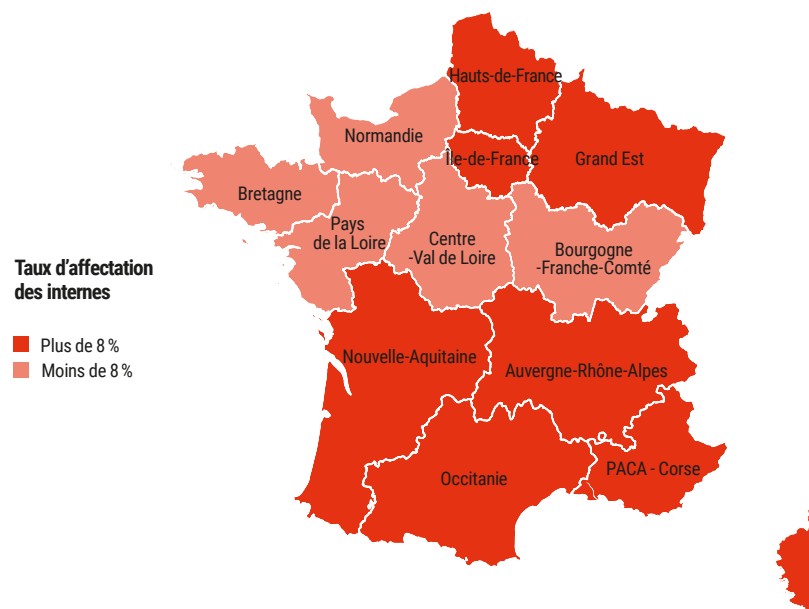 Hauts-de-France
Normandie
Île-de-France
Grand Est
Bretagne
Pays
de la Loire
Centre
-Val de Loire
Bourgogne
-Franche-Comté
Taux d’affectation
des internes
Plus de 8 %
Moins de 8 %
Nouvelle-Aquitaine
Auvergne-Rhône-Alpes
Occitanie
PACA - Corse